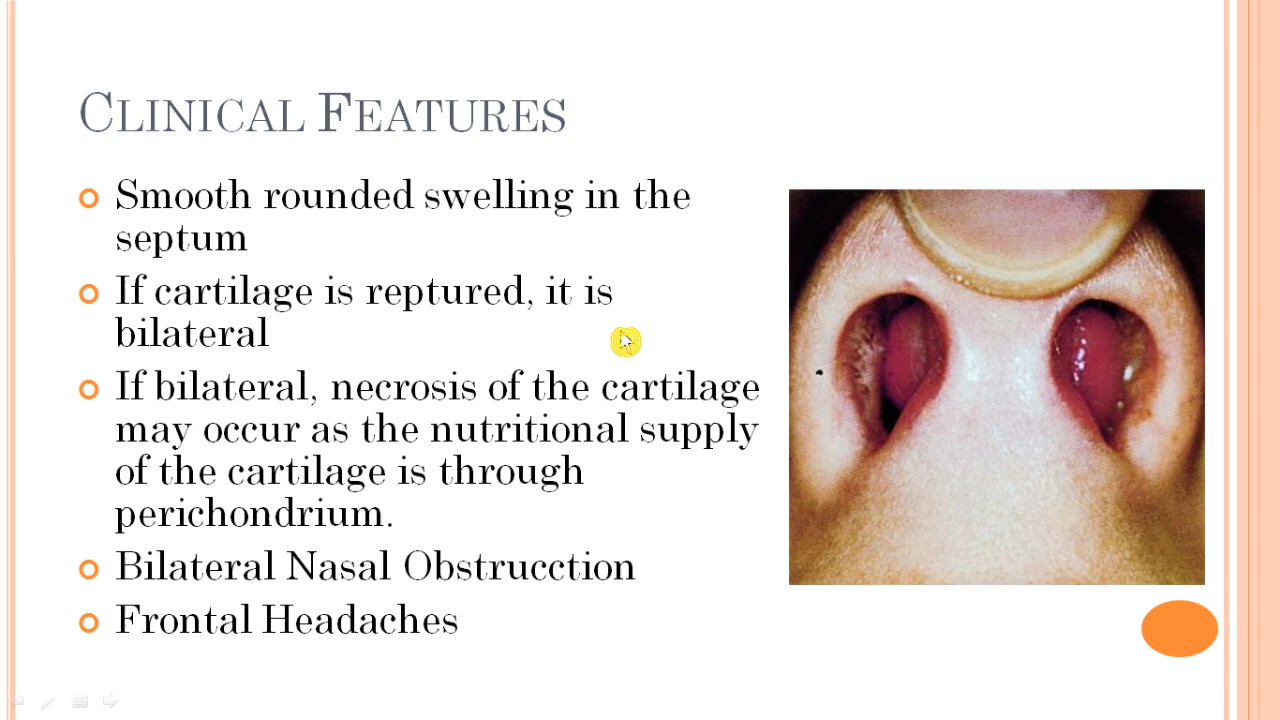 CLINICAL FEATURES
Smooth rounded swelling in the
septum
If cartilage is reptured, it is
bilateral
If bilateral, necrosis of the cartilage
may occur as the nutritional supply
of the cartilage is through
perichondrium.
Bilateral Nasal Obstrucction
Frontal Headaches